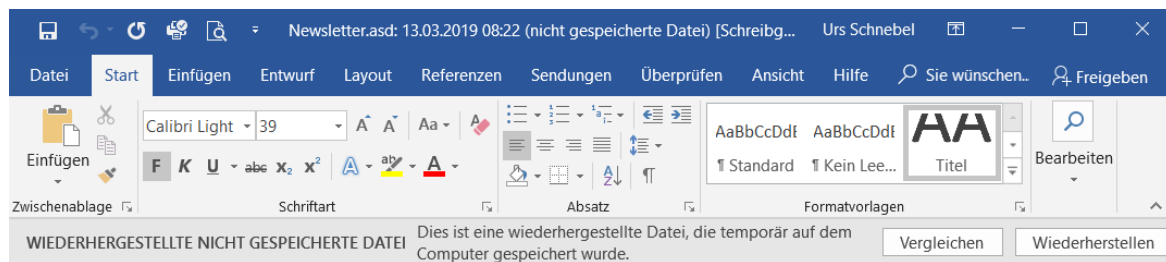 Newsletter.asd: 13.03.2019 08:22 (nicht gespeicherte Datei) [Schreibg... Urs Schnebel
Datei Start Einfügen Entwurf Layout Referenzen Sendungen Überprüfen Ansicht Hilfe Sie wünschen... Freigeben
Calibri Light 39 A A Aa A
Einfügen
F K U abc x₂ x² A aby A
A Z ¶
AaBbCcDdE AaBbCcDdE AA
¶ Standard ¶ Kein Lee... Titel
Bearbeiten
Zwischenablage Schriftart Absatz Formatvorlagen
WIEDERHERGESTELLTE NICHT GESPEICHERTE DATEI
Dies ist eine wiederhergestellte Datei, die temporär auf dem
Computer gespeichert wurde.
Vergleichen Wiederherstellen